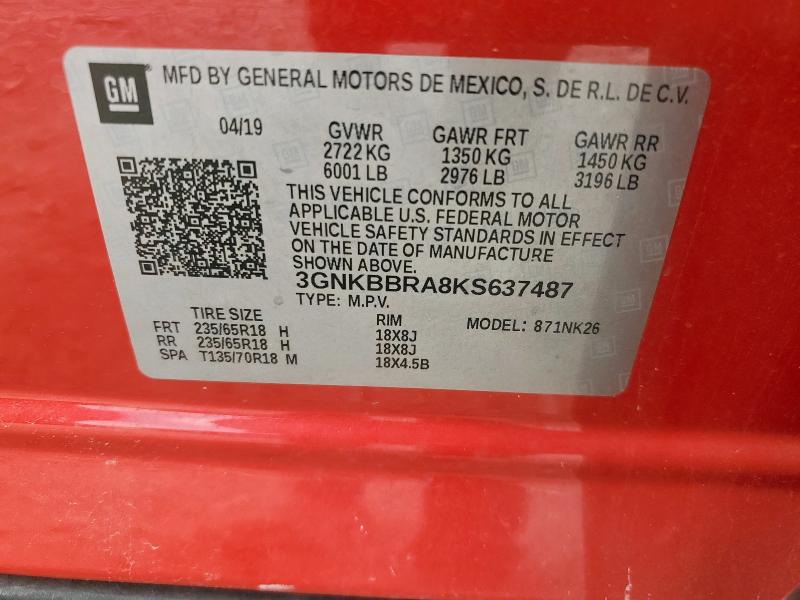 GM MFD BY GENERAL MOTORS DE MEXICO, S. DE R.L. DE C.V.
04/19 GVWR GAWR FRT GAWR RR
2722 KG 1350 KG 1450 KG
6001 LB 2976 LB 3196 LB
THIS VEHICLE CONFORMS TO ALL
APPLICABLE U.S. FEDERAL MOTOR
VEHICLE SAFETY STANDARDS IN EFFECT
ON THE DATE OF MANUFACTURE
SHOWN ABOVE.
3GNKBBRA8KS637487
TYPE: M.P.V.
TIRE SIZE RIM MODEL: 871NK26
FRT 235/65R18 H 18X8J
RR 235/65R18 H 18X8J
SPA T135/70R18 M 18X4.5B